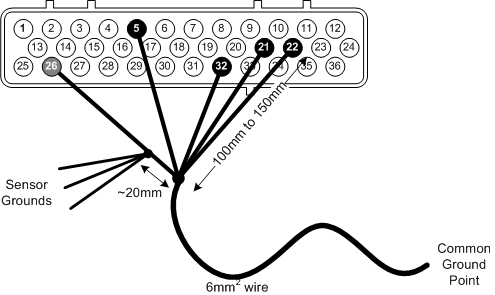 1 2 3 4 5 6 7 8 9 10 11 12
13 14 15 16 17 18 19 20 21 22 23 24
25 26 27 28 29 30 31 32 33 34 35 36
100mm to 150mm
~20mm
Sensor
Grounds
Common
Ground
Point
6mm² wire